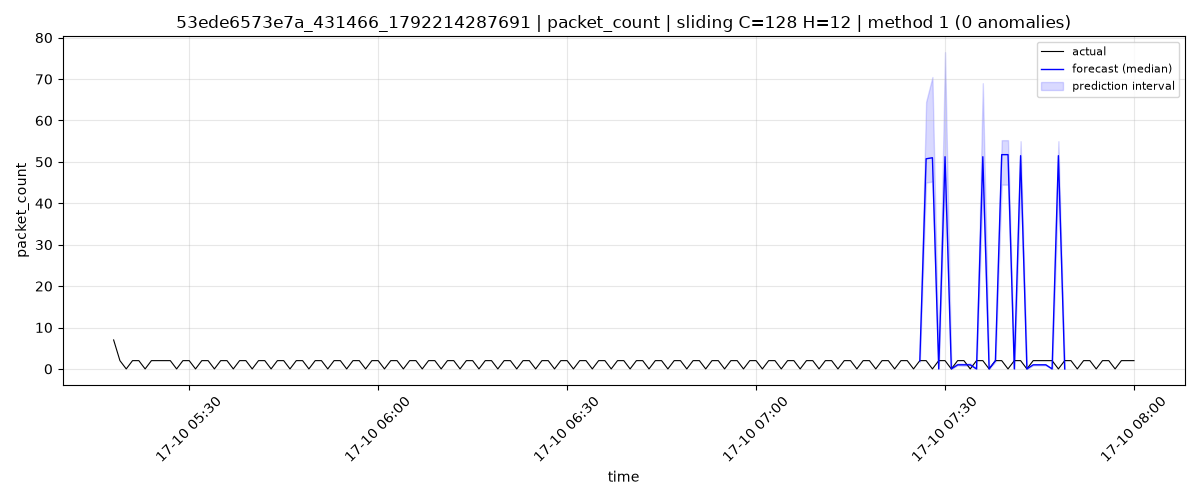 53ede6573e7a_431466_1792214287691 | packet_count | sliding C=128 H=12 | method 1 (0 anomalies)
actual
forecast (median)
prediction interval
packet_count
80
70
60
50
40
30
20
10
0
17-10 05:30
17-10 06:00
17-10 06:30
17-10 07:00
17-10 07:30
17-10 08:00
time